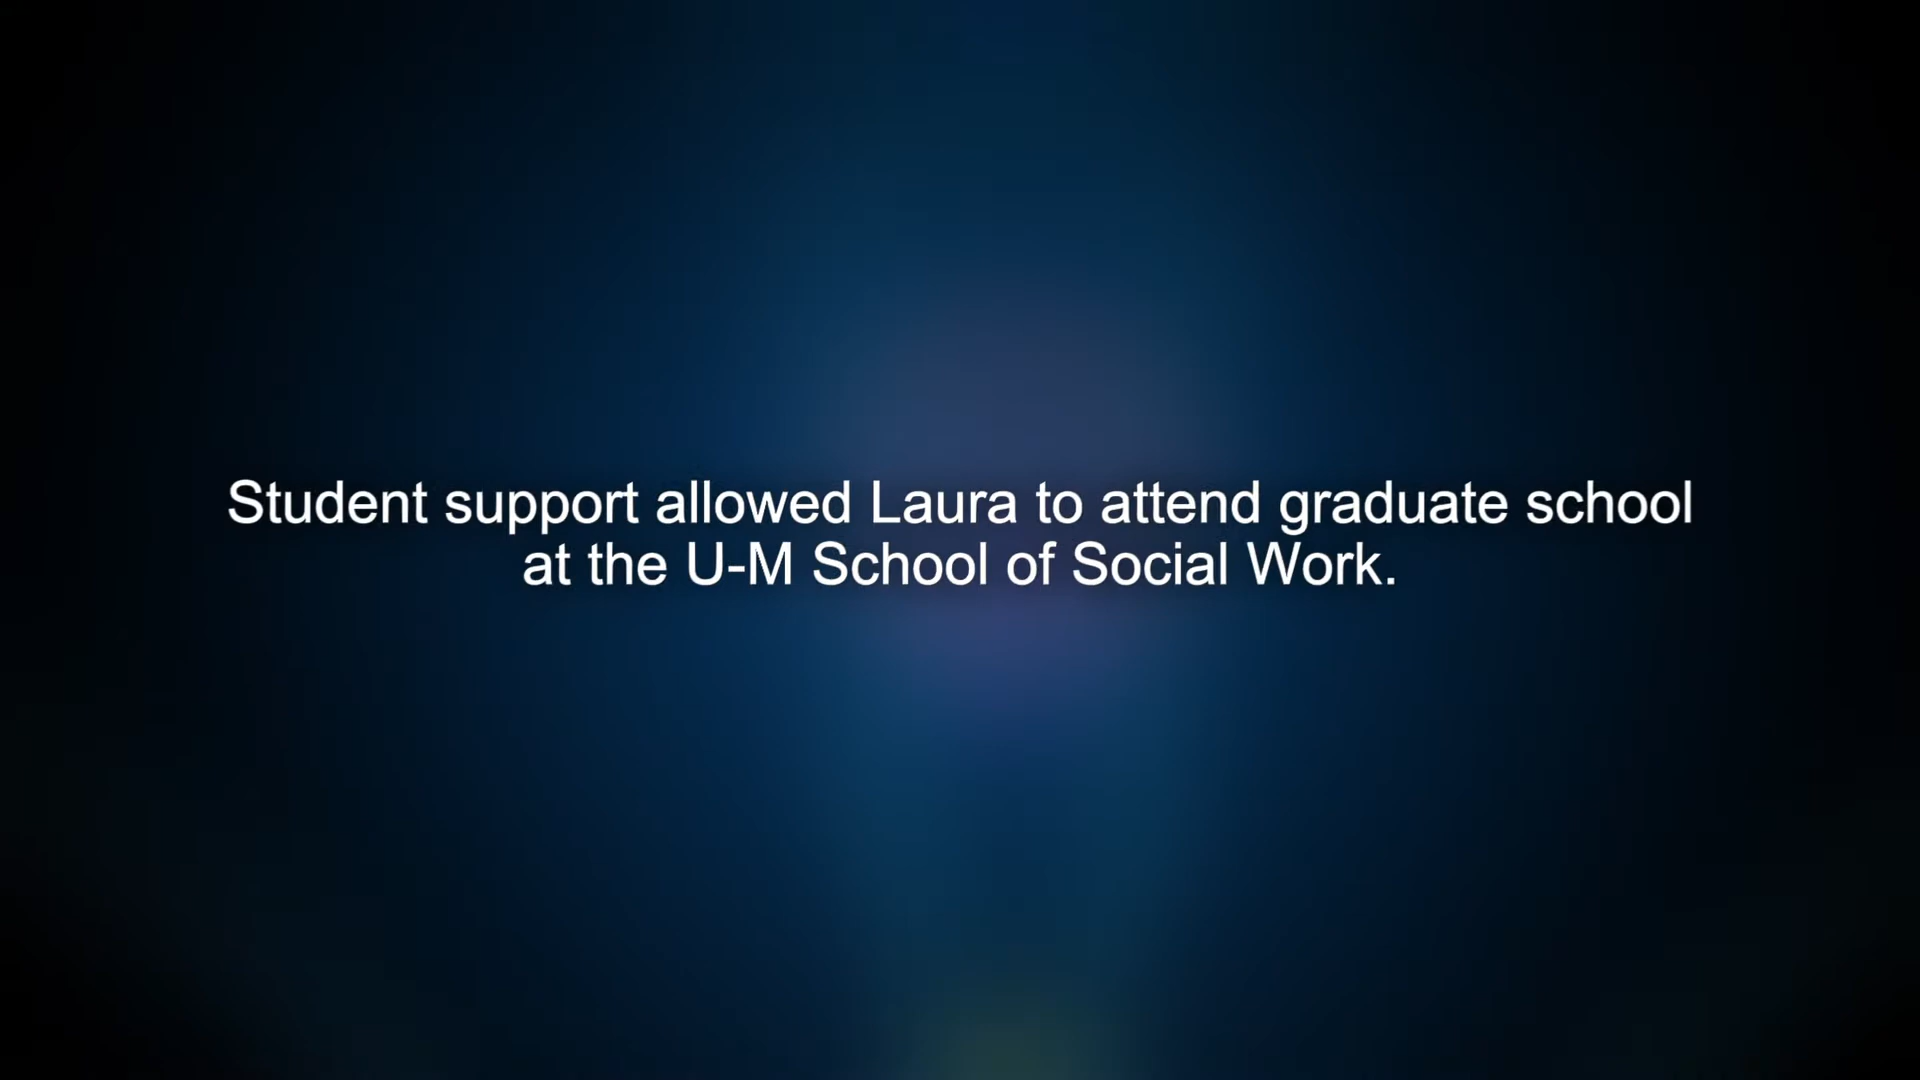 Student support allowed Laura to attend graduate school
at the U-M School of Social Work.